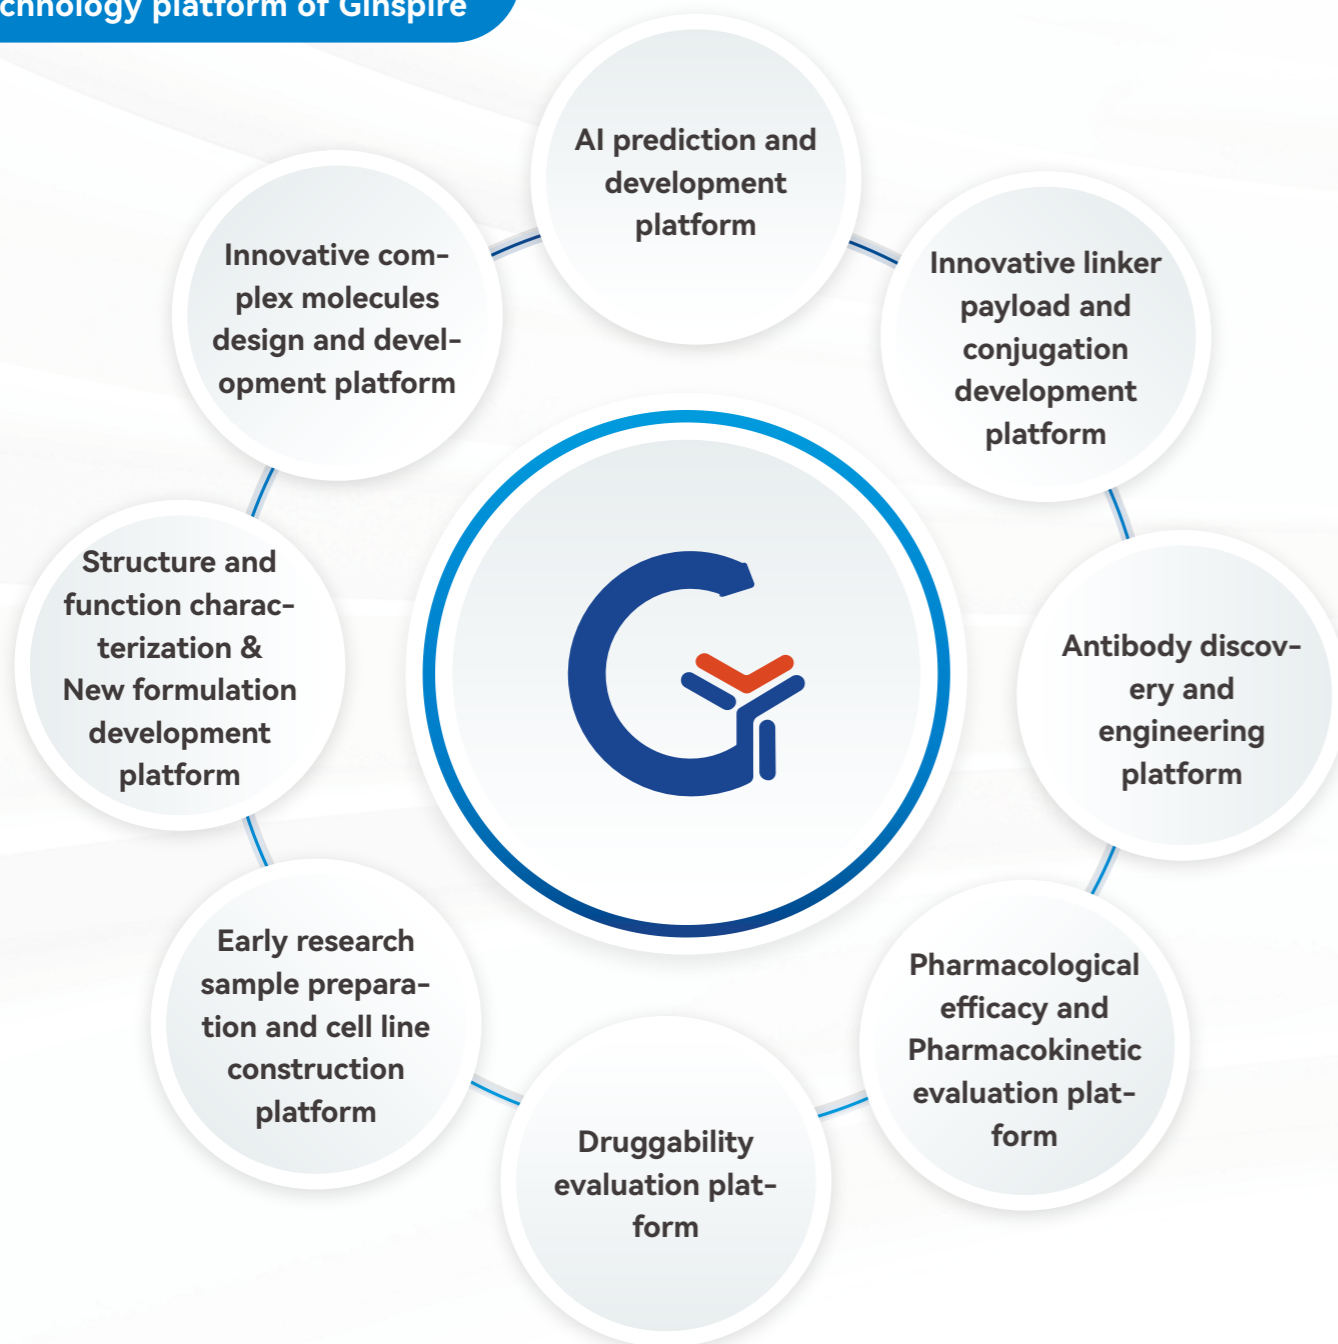 chnology platform of Ginspire
AI prediction and
development
platform
Innovative linker
payload and
conjugation
development
platform
Antibody discov-
ery and
engineering
platform
Pharmacological
efficacy and
Pharmacokinetic
evaluation plat-
form
Druggability
evaluation plat-
form
Early research
sample prepara-
tion and cell line
construction
platform
Structure and
function charac-
terization &
New formulation
development
platform
Innovative com-
plex molecules
design and devel-
opment platform